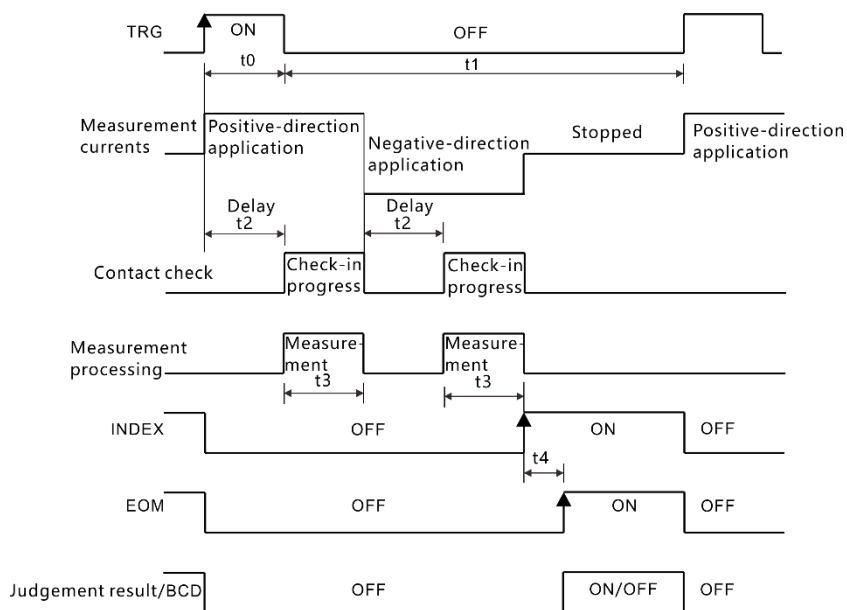 TRG
ON
OFF
t0
t1
Measurement
currents
Positive-direction
application
Negative-direction
application
Stopped
Positive-direction
application
Delay
t2
Delay
t2
Contact check
Check-in
progress
Check-in
progress
Measurement
processing
Measure-
ment
t3
Measure-
ment
t3
INDEX
OFF
ON
OFF
t4
EOM
OFF
ON
OFF
Judgement result/BCD
OFF
ON/OFF
OFF